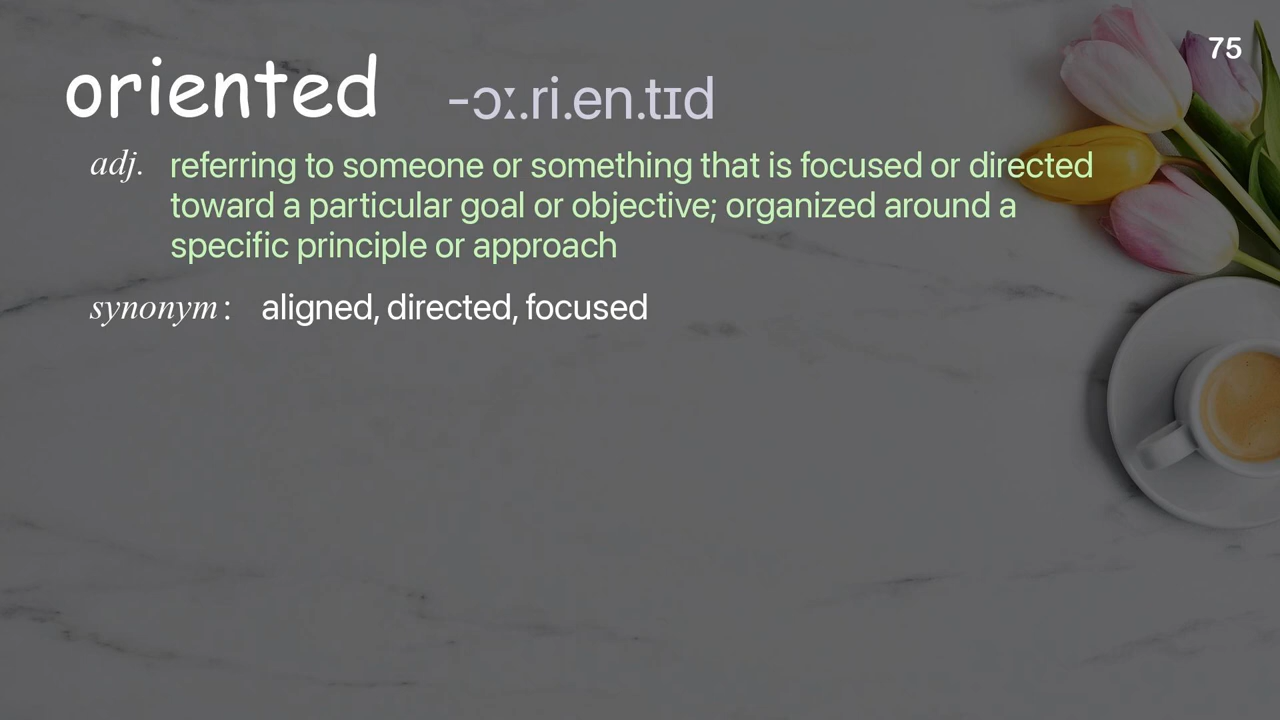 75
oriented -ɔː.ri.en.tɪd
adj. referring to someone or something that is focused or directed
toward a particular goal or objective; organized around a
specific principle or approach
synonym: aligned, directed, focused